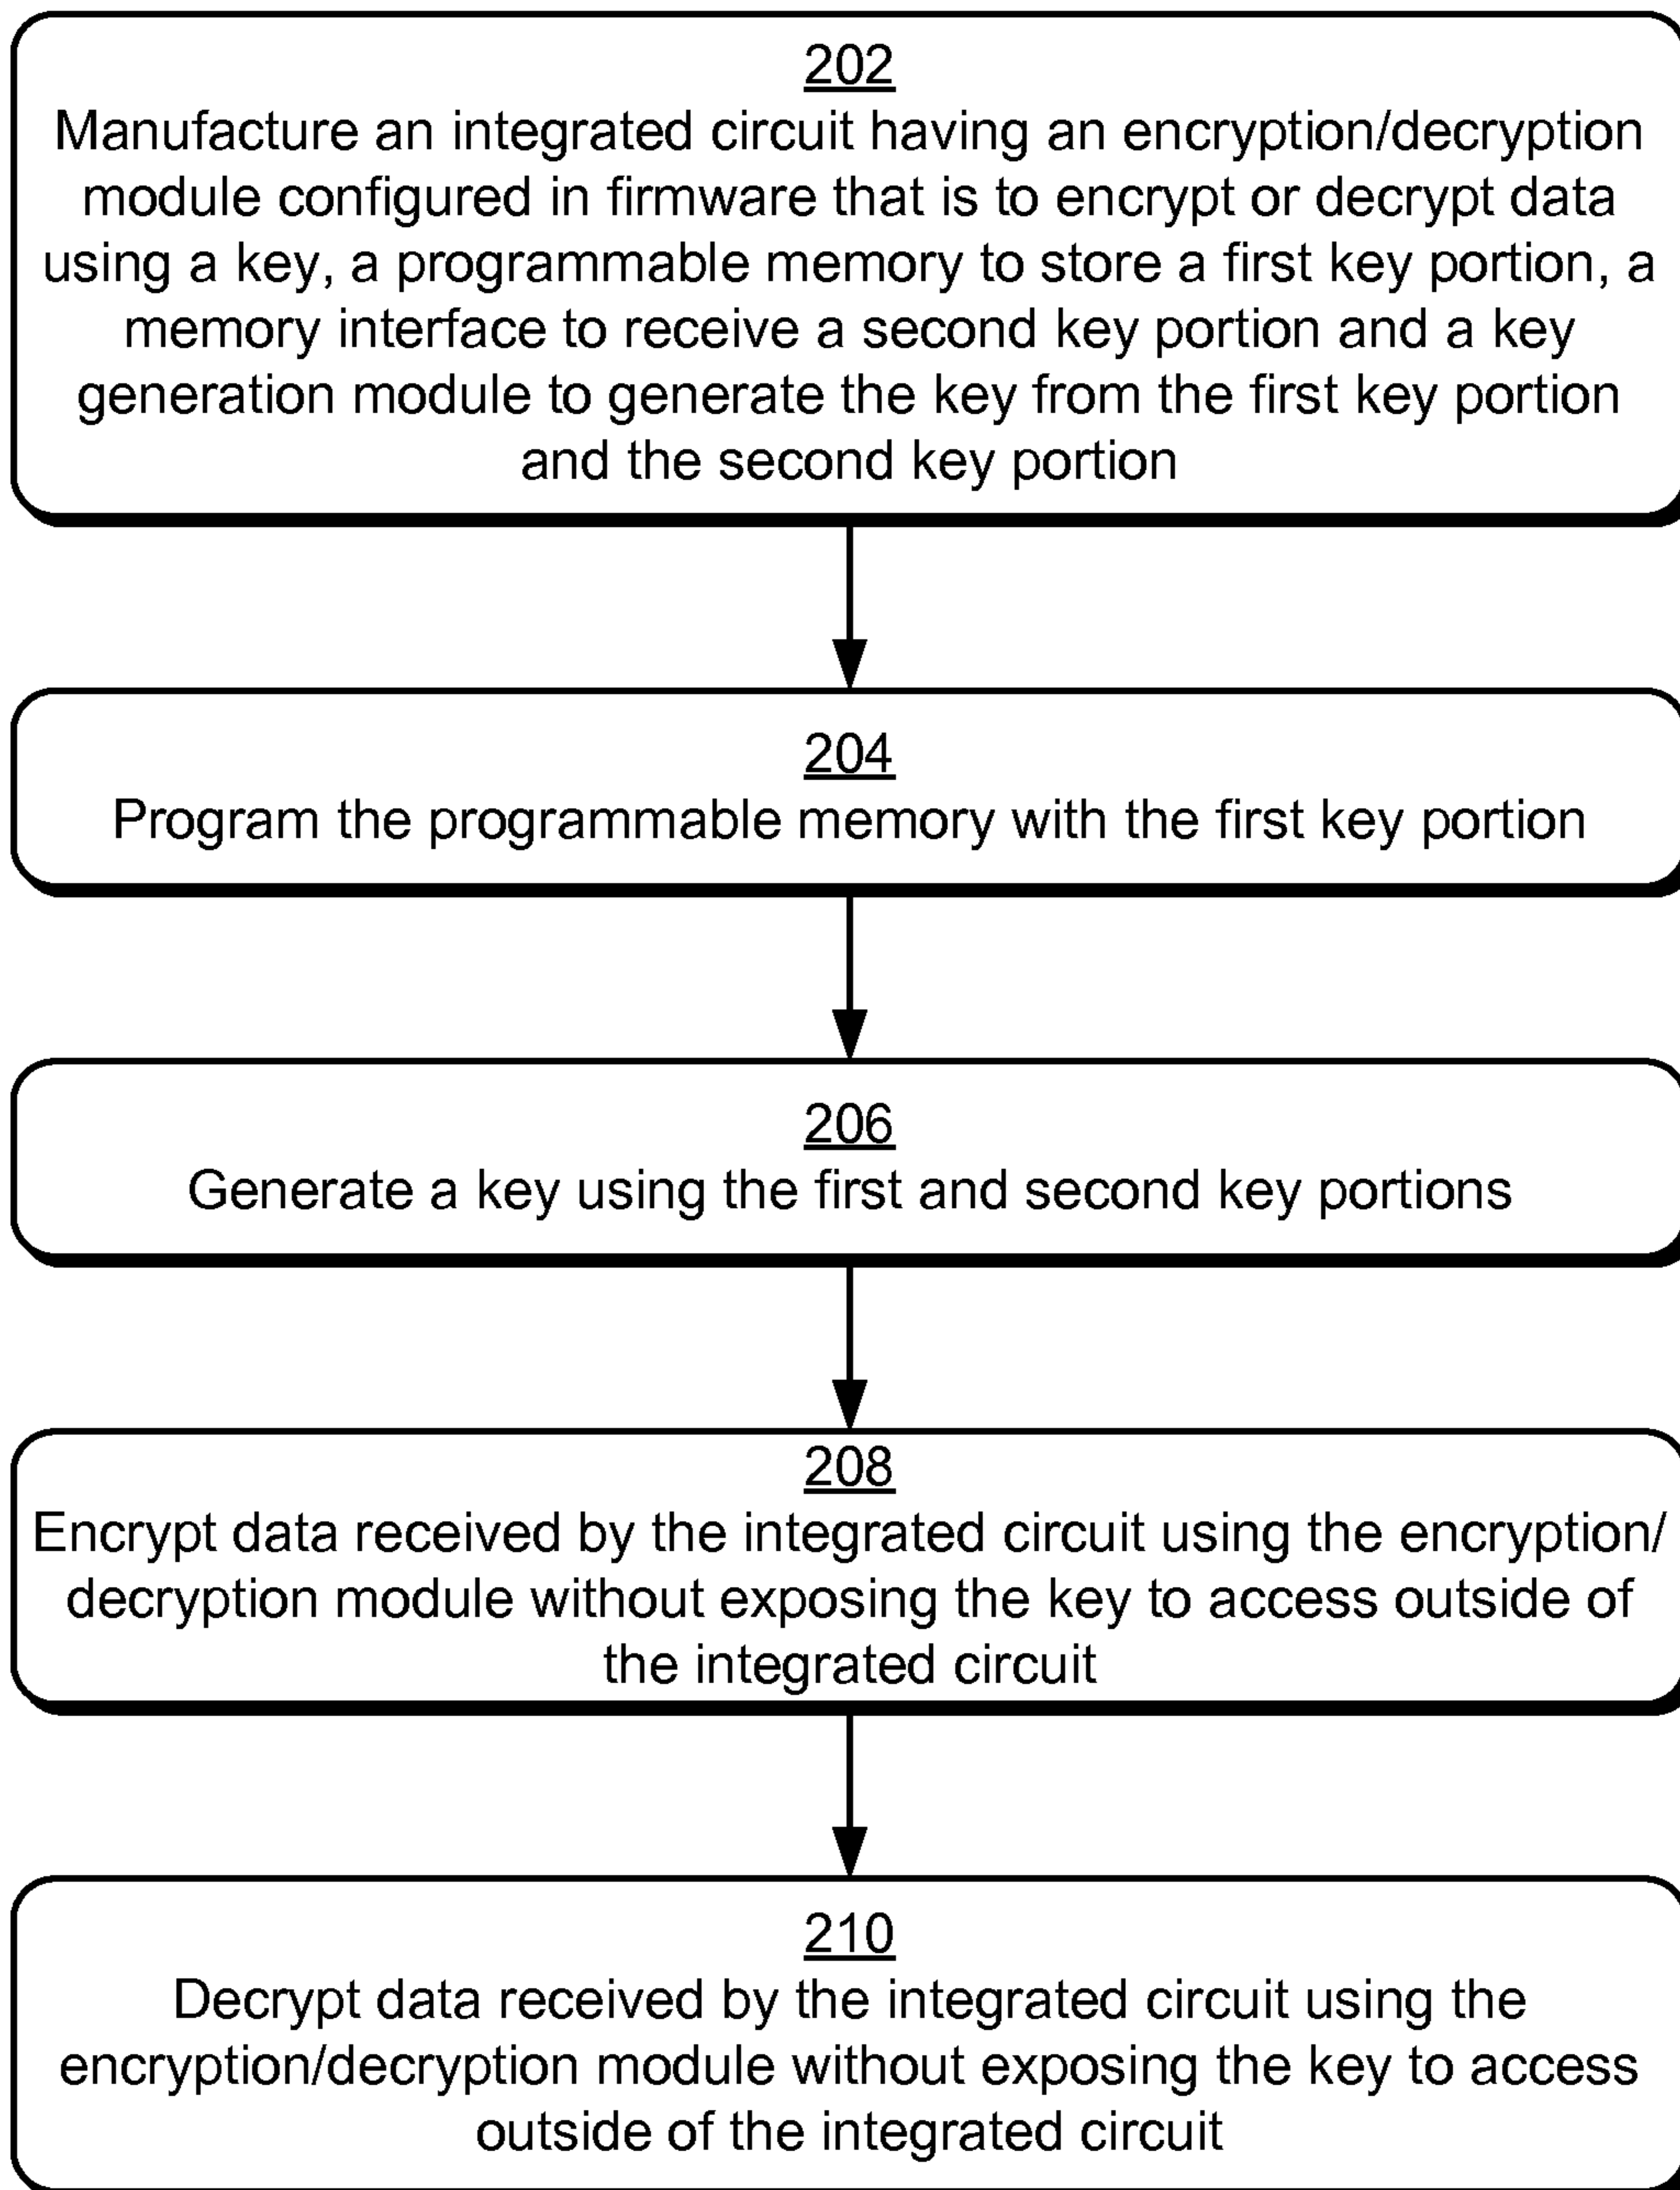 202
Manufacture an integrated circuit having an encryption/decryption
module configured in firmware that is to encrypt or decrypt data
using a key, a programmable memory to store a first key portion, a
memory interface to receive a second key portion and a key
generation module to generate the key from the first key portion
and the second key portion
204
Program the programmable memory with the first key portion
206
Generate a key using the first and second key portions
208
Encrypt data received by the integrated circuit using the encryption/
decryption module without exposing the key to access outside of
the integrated circuit
210
Decrypt data received by the integrated circuit using the
encryption/decryption module without exposing the key to access
outside of the integrated circuit